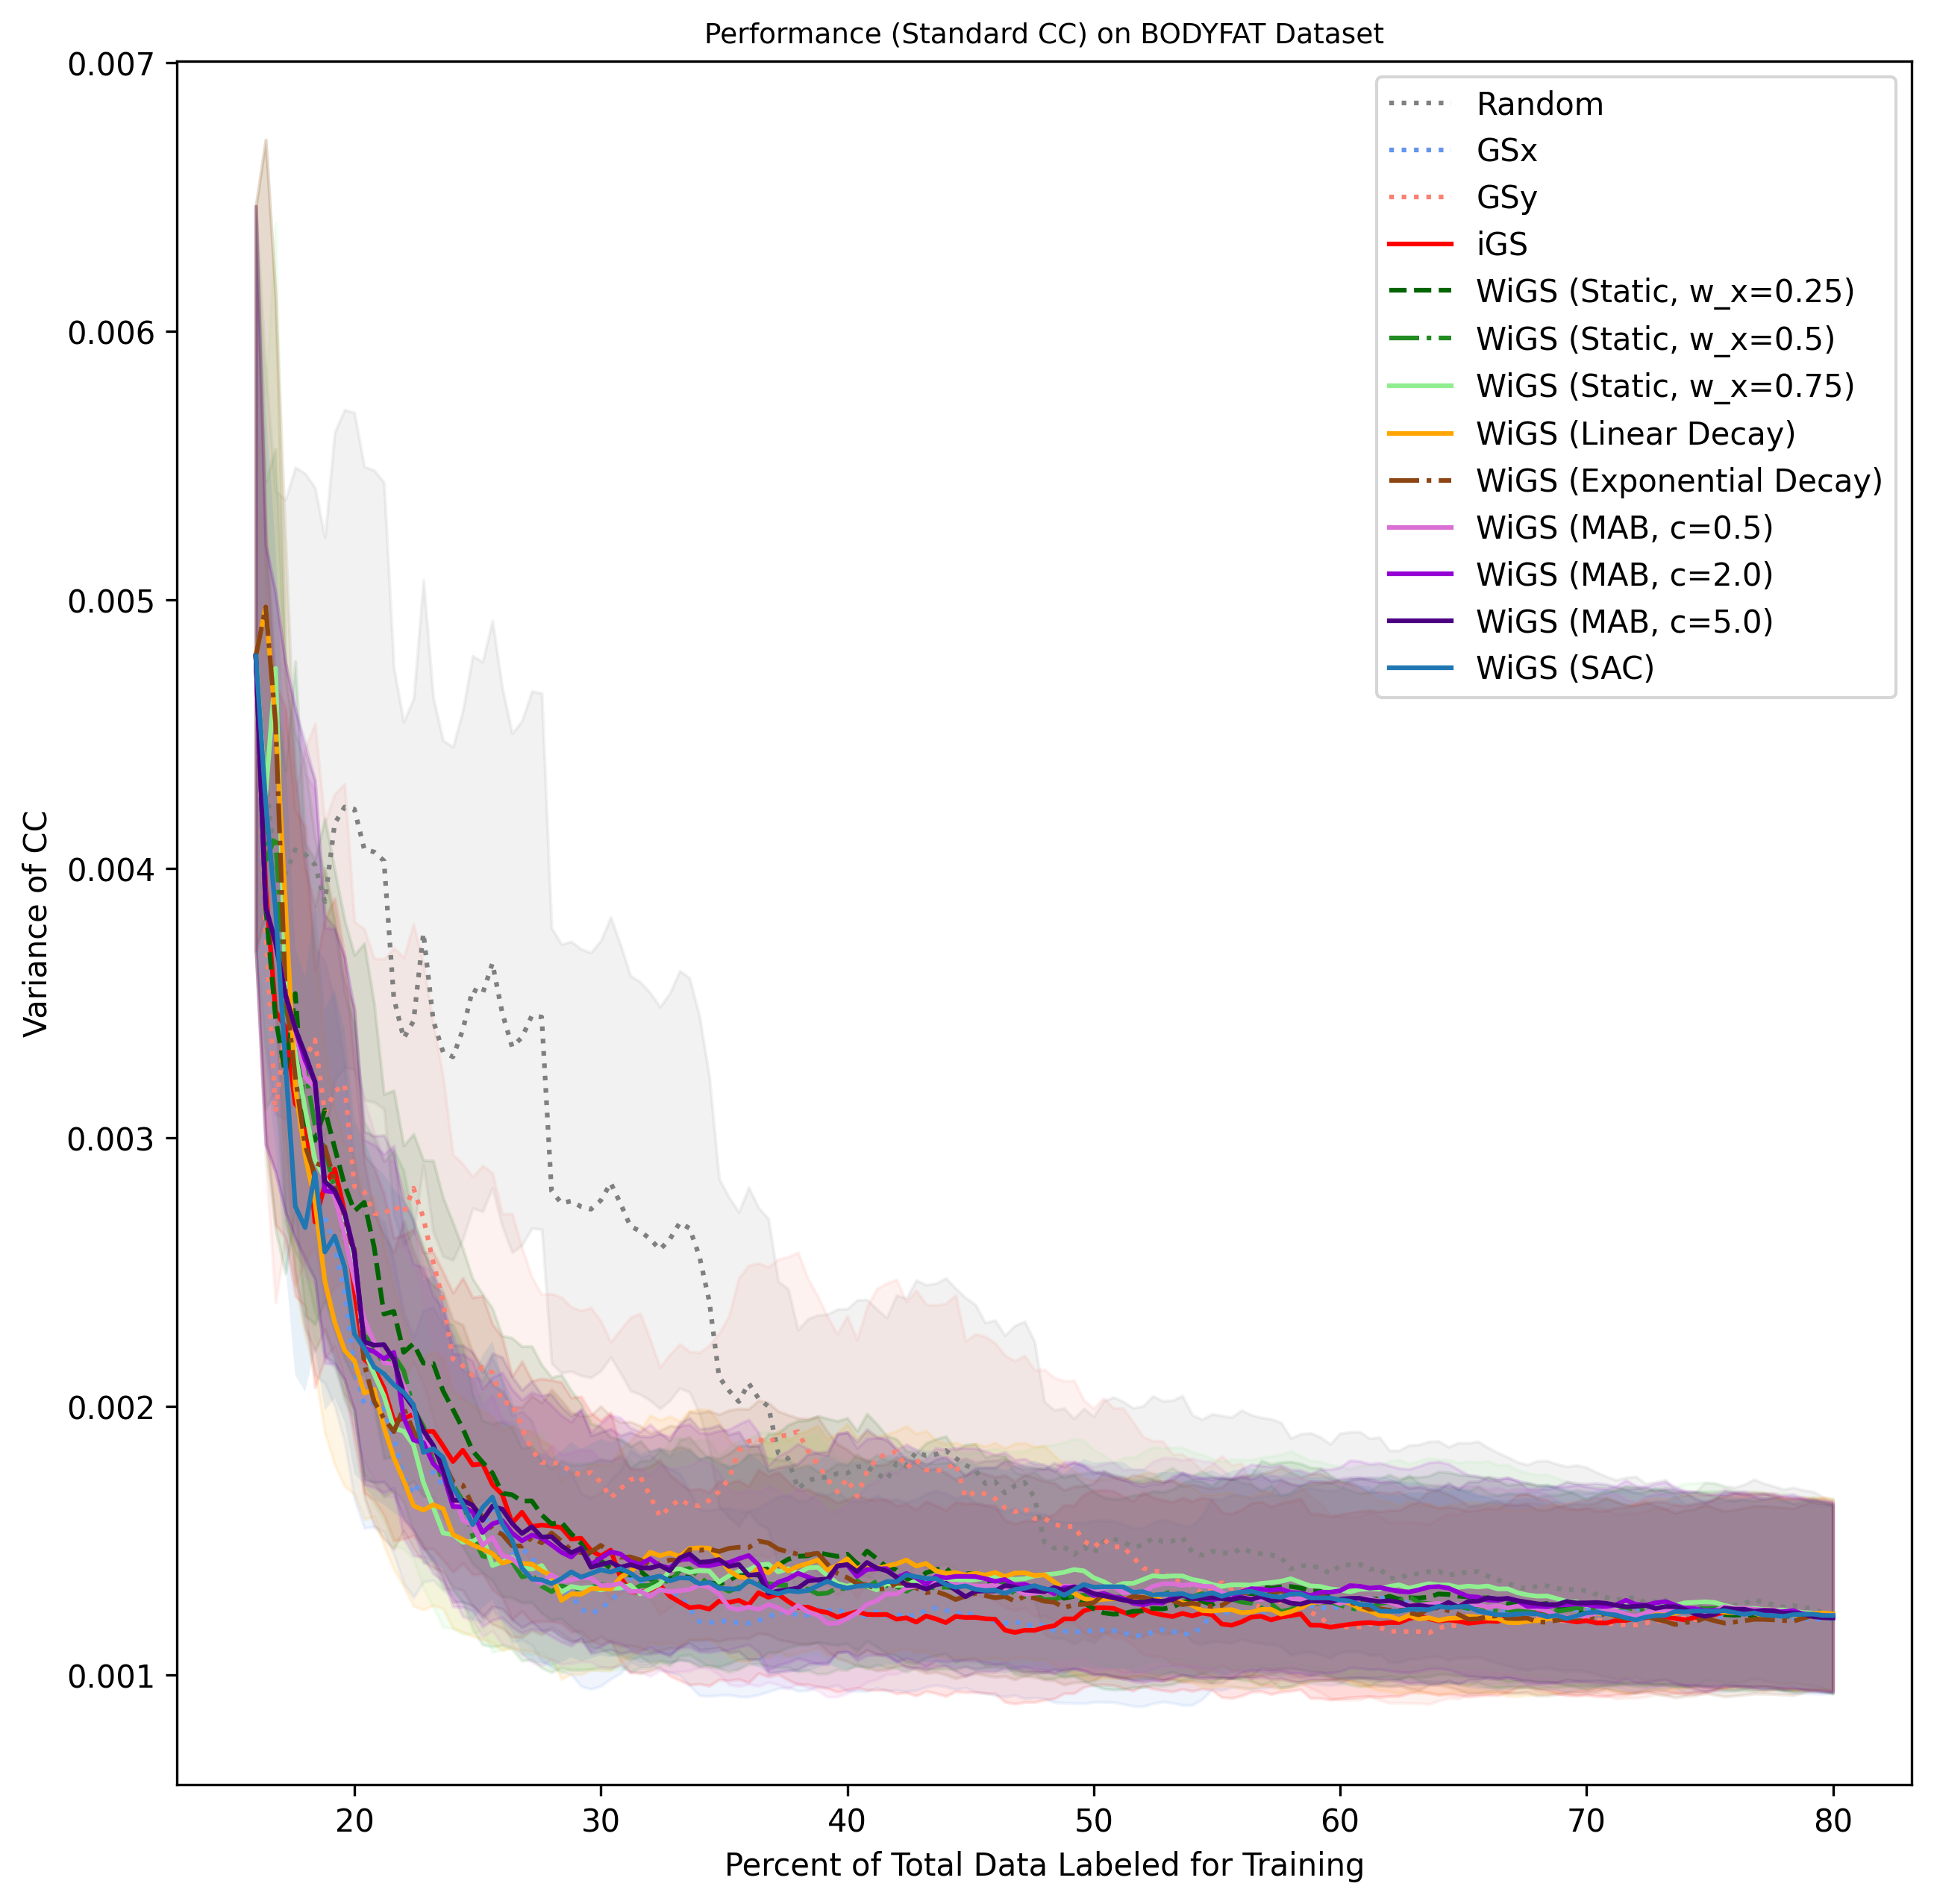 Performance (Standard CC) on BODYFAT Dataset
0.007
0.006
0.005
0.004
0.003
0.002
0.001
Variance of CC
Random
GSx
GSy
iGS
WiGS (Static, w_x=0.25)
WiGS (Static, w_x=0.5)
WiGS (Static, w_x=0.75)
WiGS (Linear Decay)
WiGS (Exponential Decay)
WiGS (MAB, c=0.5)
WiGS (MAB, c=2.0)
WiGS (MAB, c=5.0)
WiGS (SAC)
20 30 40 50 60 70 80
Percent of Total Data Labeled for Training